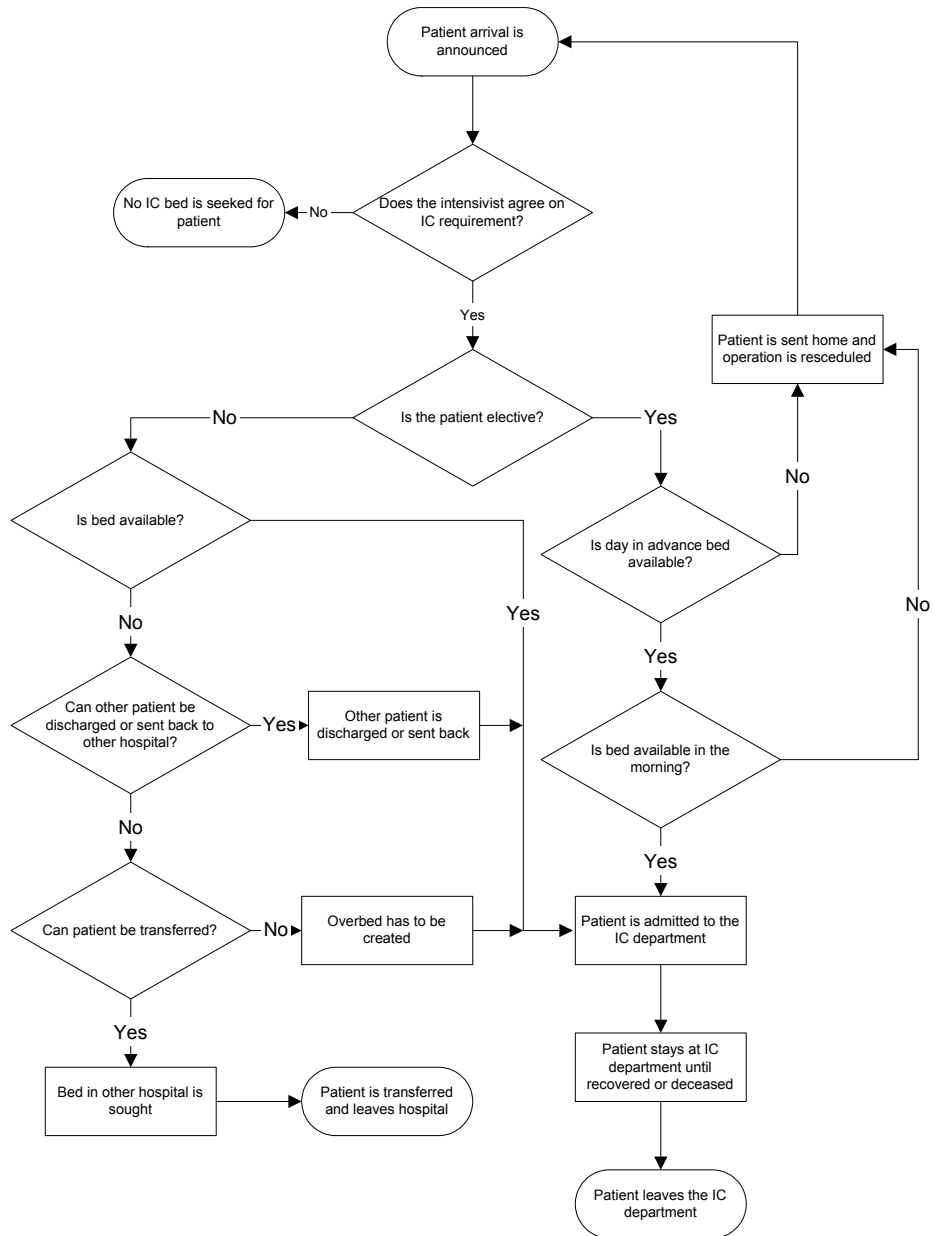 Patient arrival is
announced
No IC bed is seeked for
patient
No
Does the intensivist agree on
IC requirement?
Yes
Patient is sent home and
operation is resceduled
No
Is the patient elective?
Yes
No
Is bed available?
Is day in advance bed
available?
Yes
No
No
Yes
Can other patient be
discharged or sent back to
other hospital?
Yes
Other patient is
discharged or sent back
Is bed available in the
morning?
No
Yes
Can patient be transferred?
No
Overbed has to be
created
Patient is admitted to the
IC department
Yes
Patient stays at IC
department until
recovered or deceased
Bed in other hospital is
sought
Patient is transferred
and leaves hospital
Patient leaves the IC
department